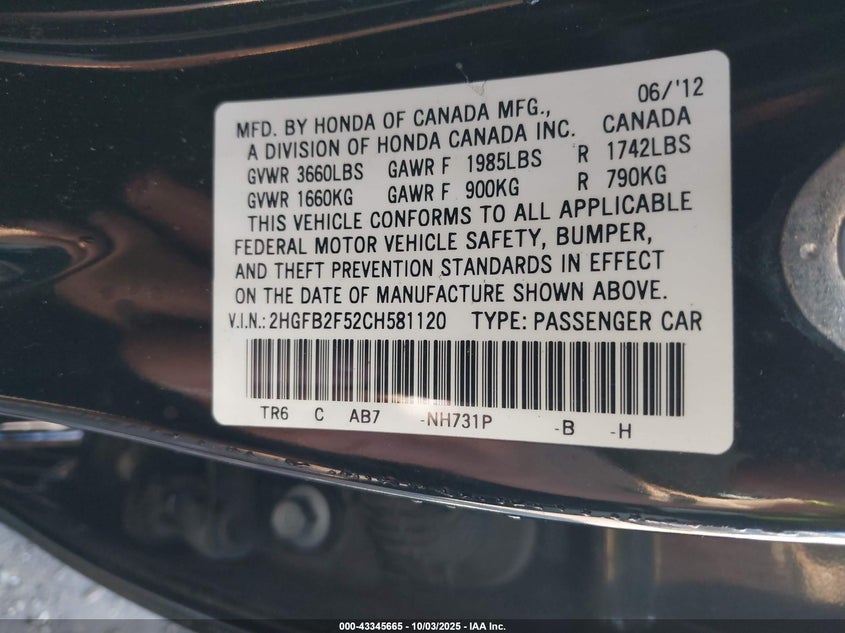 06/'12
MFD. BY HONDA OF CANADA MFG., CANADA
A DIVISION OF HONDA CANADA INC.
GVWR 3660LBS GAWR F 1985LBS R 1742LBS
GVWR 1660KG GAWR F 900KG R 790KG
THIS VEHICLE CONFORMS TO ALL APPLICABLE
FEDERAL MOTOR VEHICLE SAFETY, BUMPER,
AND THEFT PREVENTION STANDARDS IN EFFECT
ON THE DATE OF MANUFACTURE SHOWN ABOVE.
V.I.N.: 2HGFB2F52CH581120 TYPE: PASSENGER CAR
TR6 C AB7 -NH731P -B -H
000-43345665 - 10/03/2025 - IAA Inc.